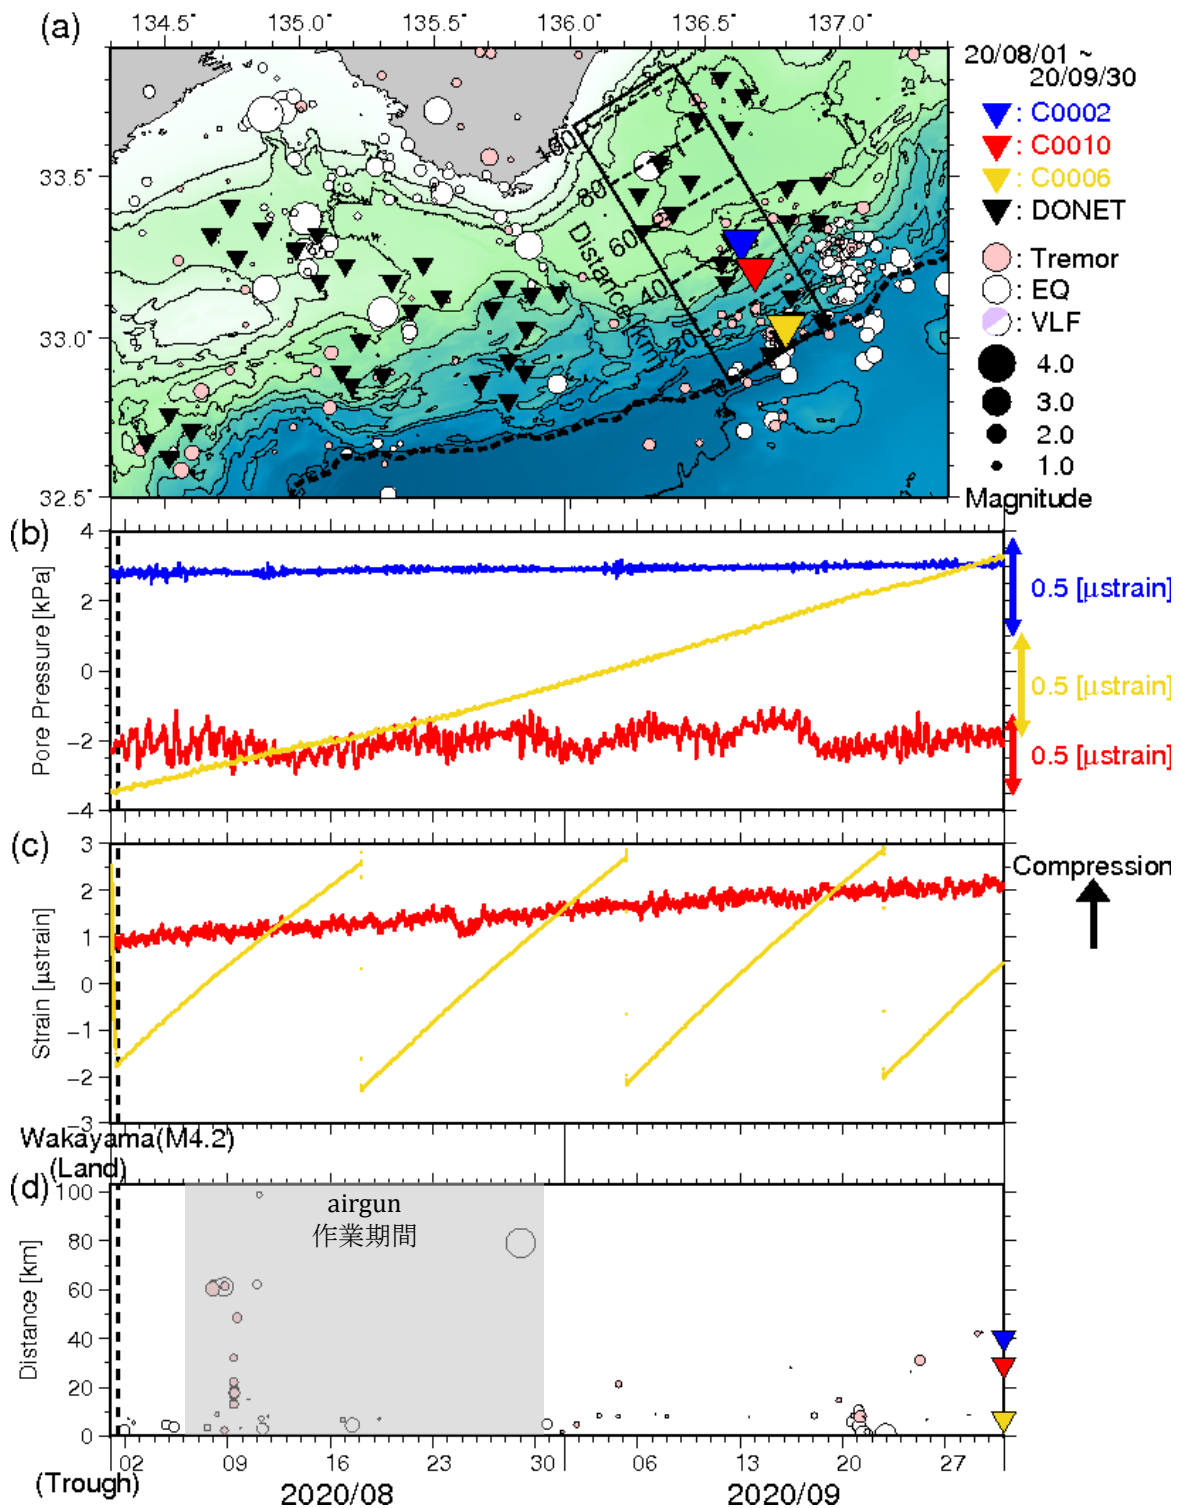 (a)
134.5° 135.0° 135.5° 136.0° 136.5° 137.0°
20/08/01 ~
20/09/30
: C0002
: C0010
: C0006
: DONET
: Tremor
: EQ
: VLF
4.0
3.0
2.0
1.0
Magnitude
33.5°
33.0°
32.5°
100
80
60
40
20
Distance [km]
(b)
Pore Pressure [kPa]
4
2
0
−2
−4
0.5 [μstrain]
0.5 [μstrain]
0.5 [μstrain]
(c)
Strain [μstrain]
3
2
1
0
−1
−2
−3
Compression
Wakayama(M4.2)
(Land)
(d)
Distance [km]
100
80
60
40
20
0
airgun
作業期間
(Trough)
02 09 16 23 30 06 13 20 27
2020/08 2020/09